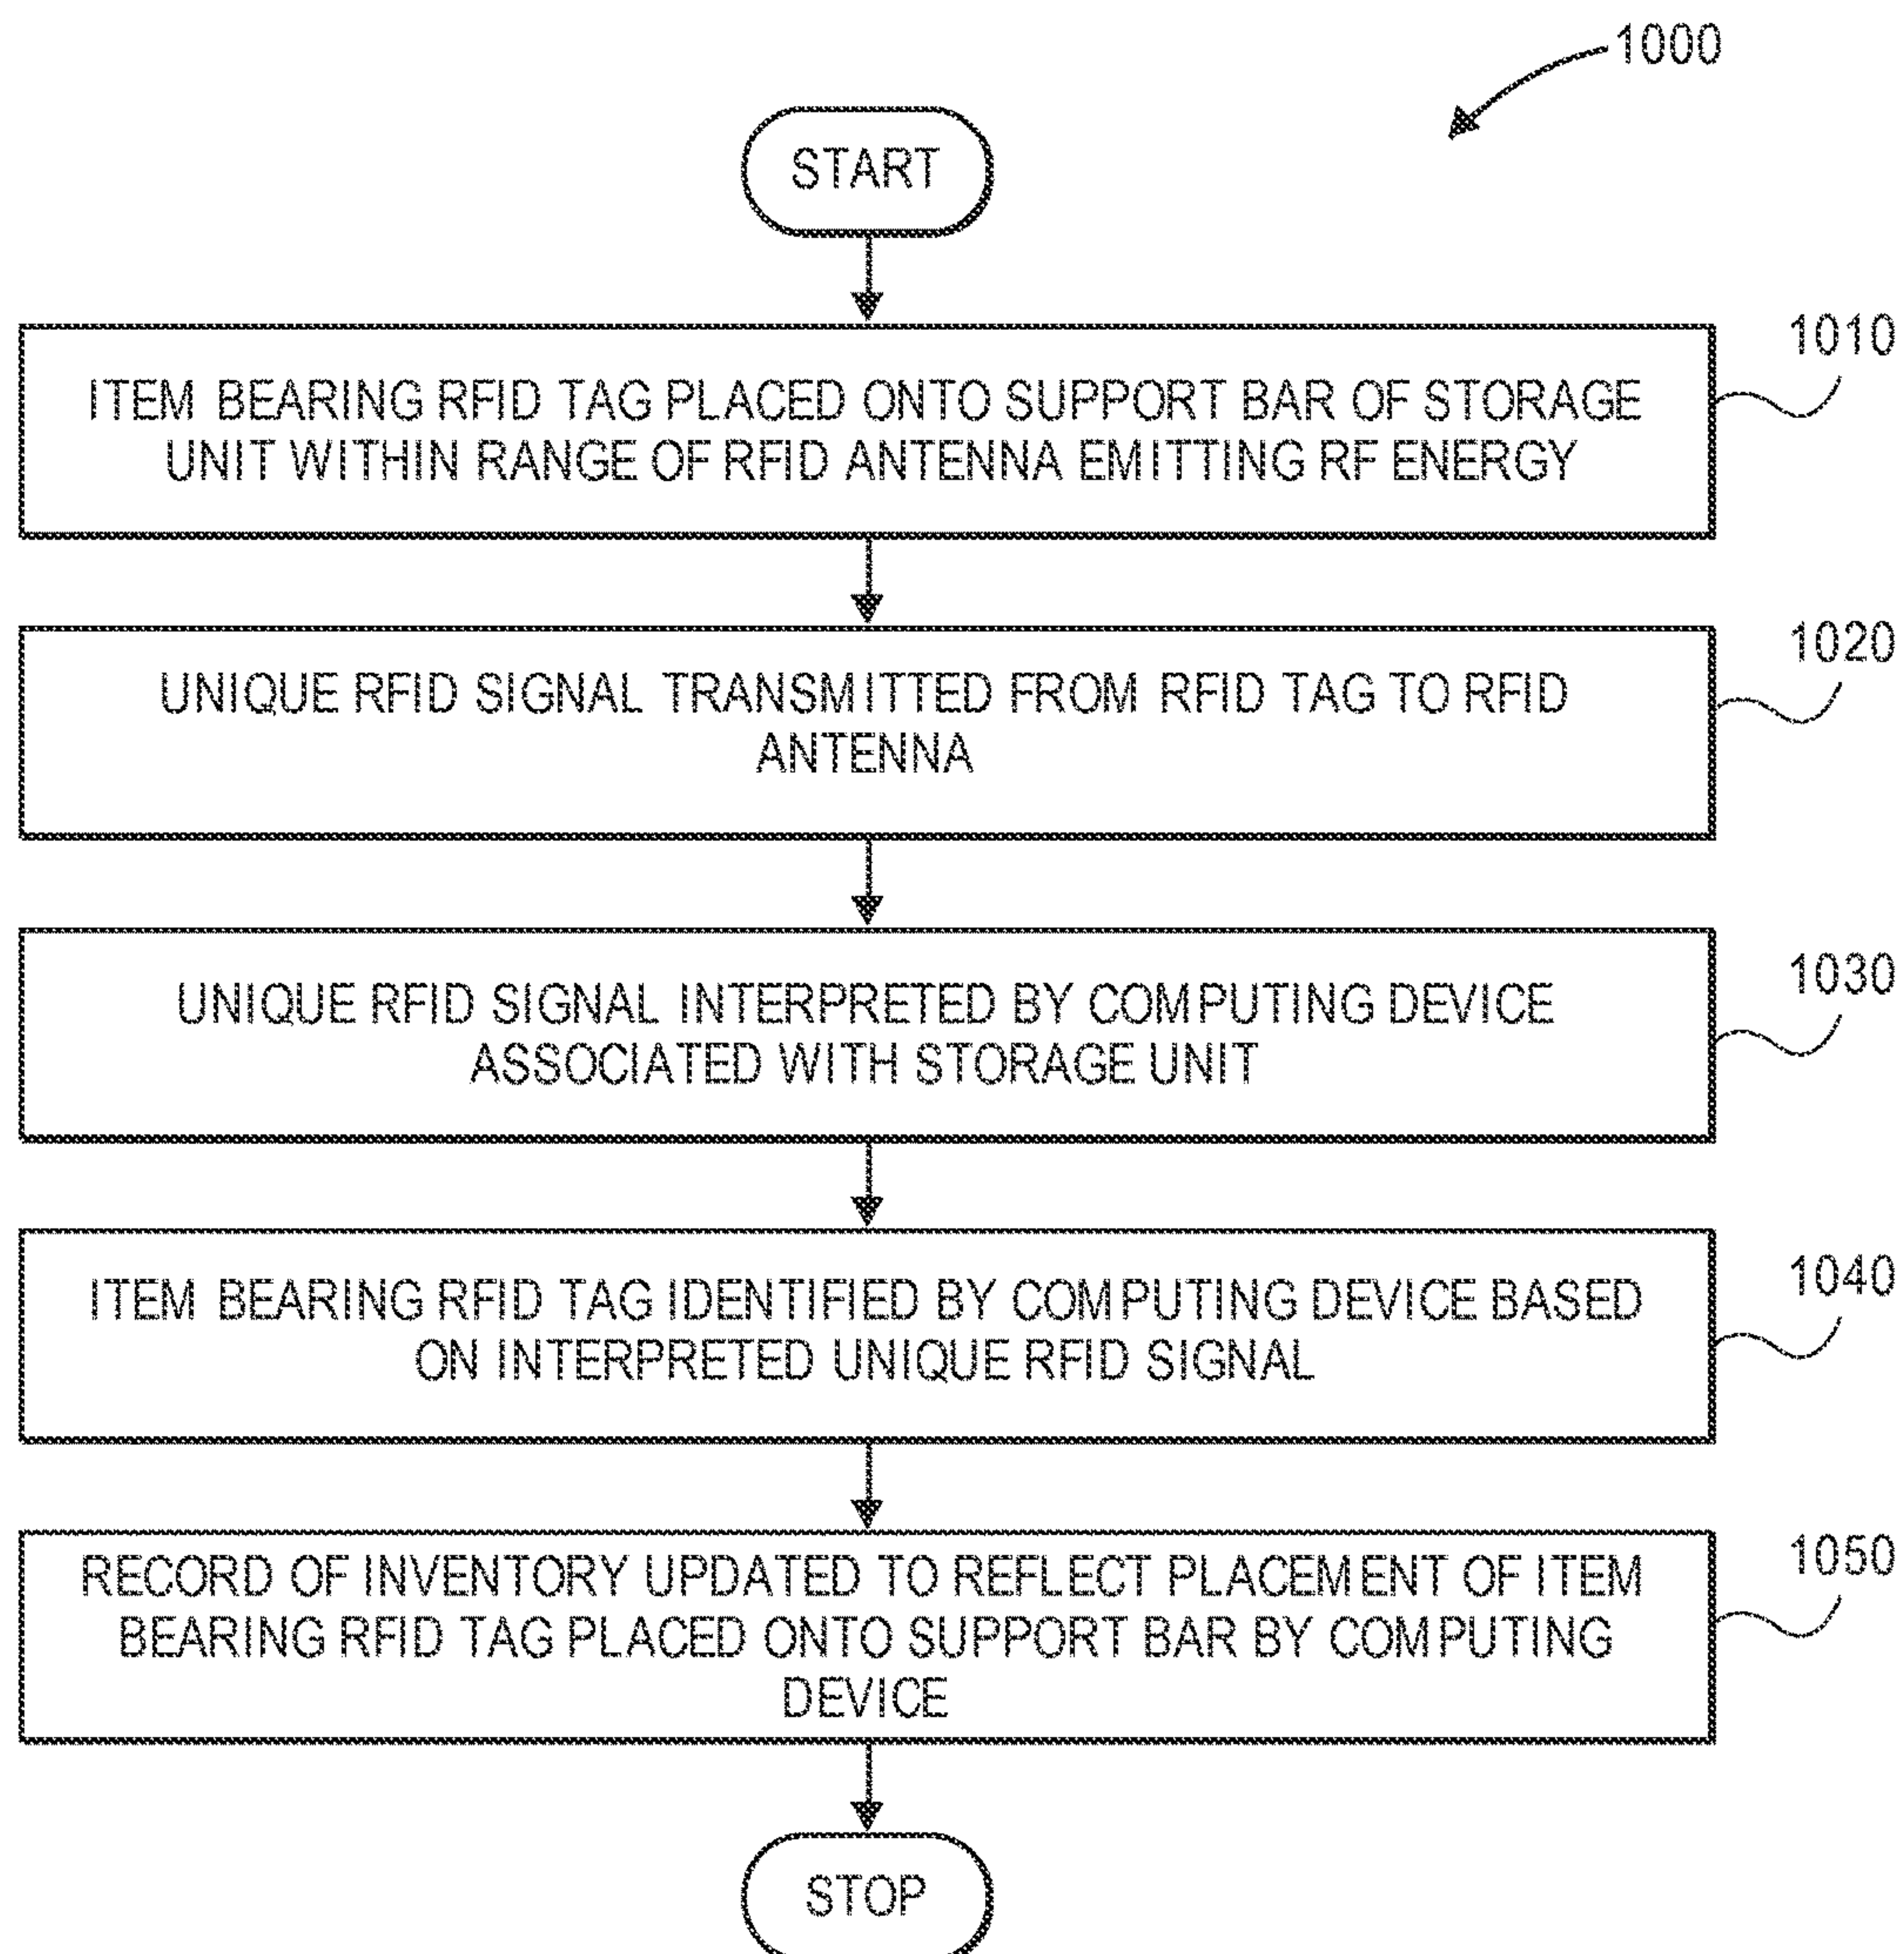 1000
START
1010
ITEM BEARING RFID TAG PLACED ONTO SUPPORT BAR OF STORAGE
UNIT WITHIN RANGE OF RFID ANTENNA EMITTING RF ENERGY
1020
UNIQUE RFID SIGNAL TRANSMITTED FROM RFID TAG TO RFID
ANTENNA
1030
UNIQUE RFID SIGNAL INTERPRETED BY COMPUTING DEVICE
ASSOCIATED WITH STORAGE UNIT
1040
ITEM BEARING RFID TAG IDENTIFIED BY COMPUTING DEVICE BASED
ON INTERPRETED UNIQUE RFID SIGNAL
1050
RECORD OF INVENTORY UPDATED TO REFLECT PLACEMENT OF ITEM
BEARING RFID TAG PLACED ONTO SUPPORT BAR BY COMPUTING
DEVICE
STOP